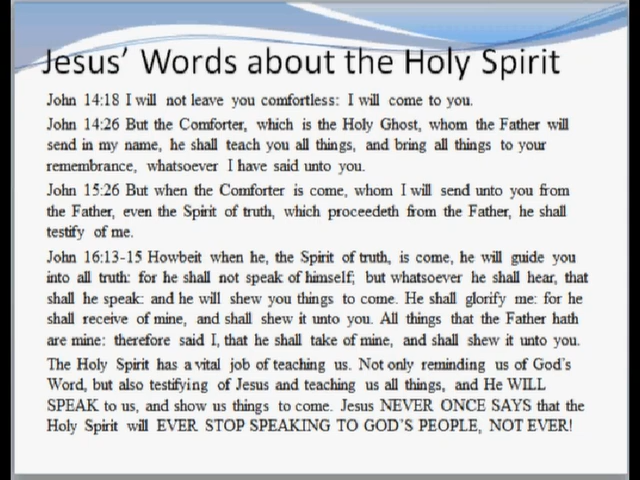 Jesus' Words about the Holy Spirit
John 14:18 I will not leave you comfortless: I will come to you.
John 14:26 But the Comforter, which is the Holy Ghost, whom the Father will
send in my name, he shall teach you all things, and bring all things to your
remembrance, whatsoever I have said unto you.
John 15:26 But when the Comforter is come, whom I will send unto you from
the Father, even the Spirit of truth, which proceedeth from the Father, he shall
testify of me.
John 16:13-15 Howbeit when he, the Spirit of truth, is come, he will guide you
into all truth: for he shall not speak of himself; but whatsoever he shall hear, that
shall he speak: and he will shew you things to come. He shall glorify me: for he
shall receive of mine, and shall shew it unto you. All things that the Father hath
are mine: therefore said I, that he shall take of mine, and shall shew it unto you.
The Holy Spirit has a vital job of teaching us. Not only reminding us of God's
Word, but also testifying of Jesus and teaching us all things, and He WILL
SPEAK to us, and show us things to come. Jesus NEVER ONCE SAYS that the
Holy Spirit will EVER STOP SPEAKING TO GOD'S PEOPLE, NOT EVER!